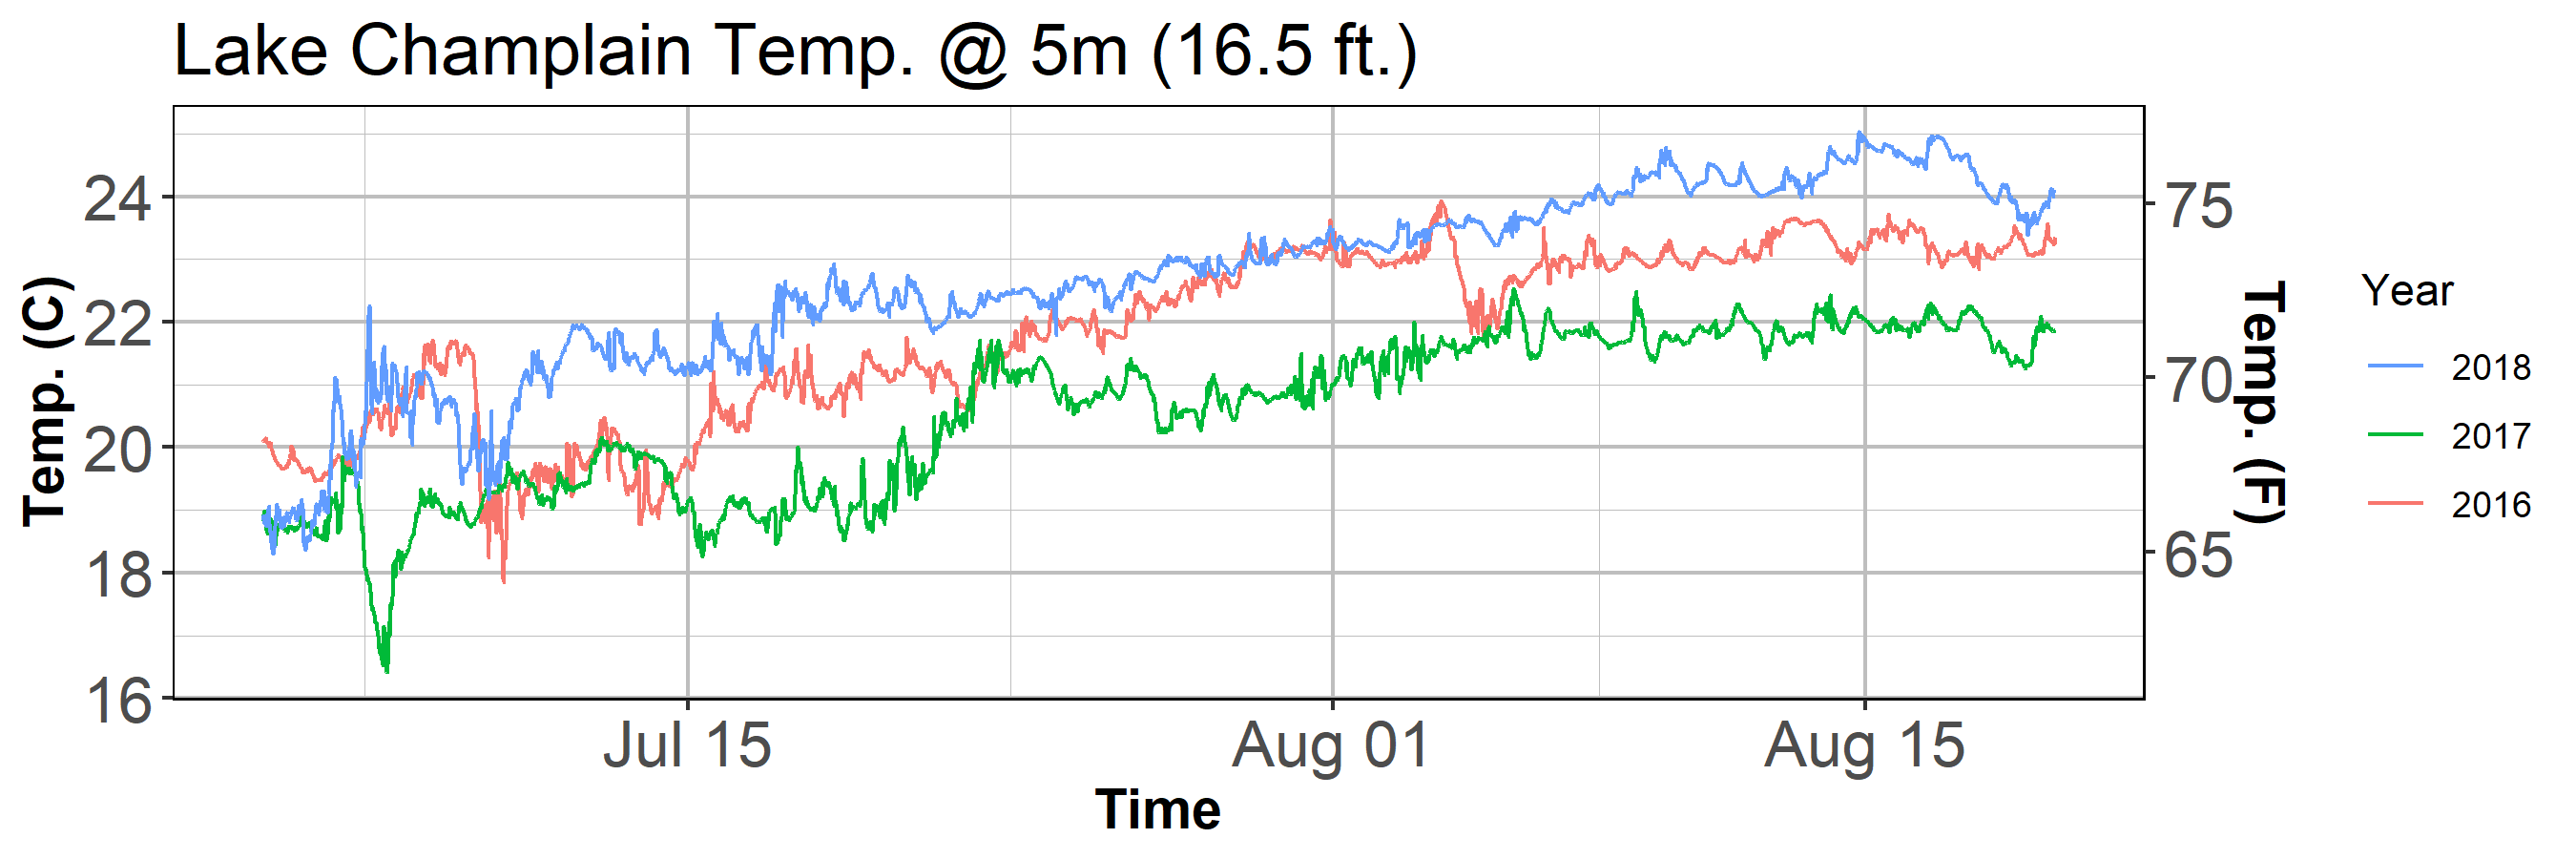 Lake Champlain Temp. @ 5m (16.5 ft.)
Temp. (C)
24
22
20
18
16
75
70
65
Temp. (F)
Jul 15
Aug 01
Aug 15
Time
Year
2018
2017
2016